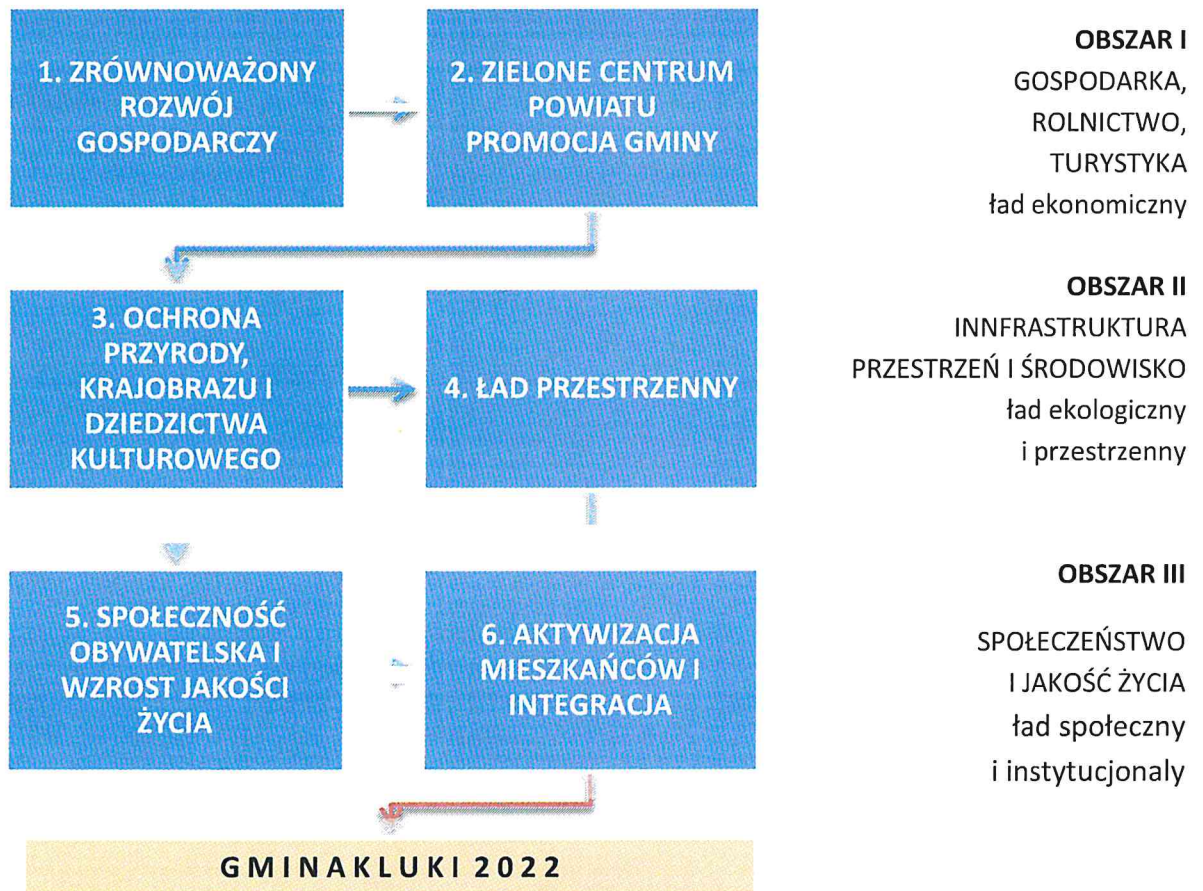 1. ZRÓWNOWAŻONY
ROZWÓJ
GOSPODARCZY
2. ZIELONE CENTRUM
POWIATU
PROMOCJA GMINY
OBSZAR I
GOSPODARKA,
ROLNICTWO,
TURYSTYKA
ład ekonomiczny
3. OCHRONA
PRZYRODY,
KRAJOBRAZU I
DZIEDZICTWA
KULTUROWEGO
4. ŁAD PRZESTRZENNY
OBSZAR II
INNFRASTRUKTURA
PRZESTRZEŃ I ŚRODOWISKO
ład ekologiczny
i przestrzenny
5. SPOŁECZNOŚĆ
OBYWATELSKA I
WZROST JAKOŚCI
ŻYCIA
6. AKTYWIZACJA
MIESZKAŃCÓW I
INTEGRACJA
OBSZAR III
SPOŁECZEŃSTWO
I JAKOŚĆ ŻYCIA
ład społeczny
i instytucjonaly
GMINAKLUKI 2022